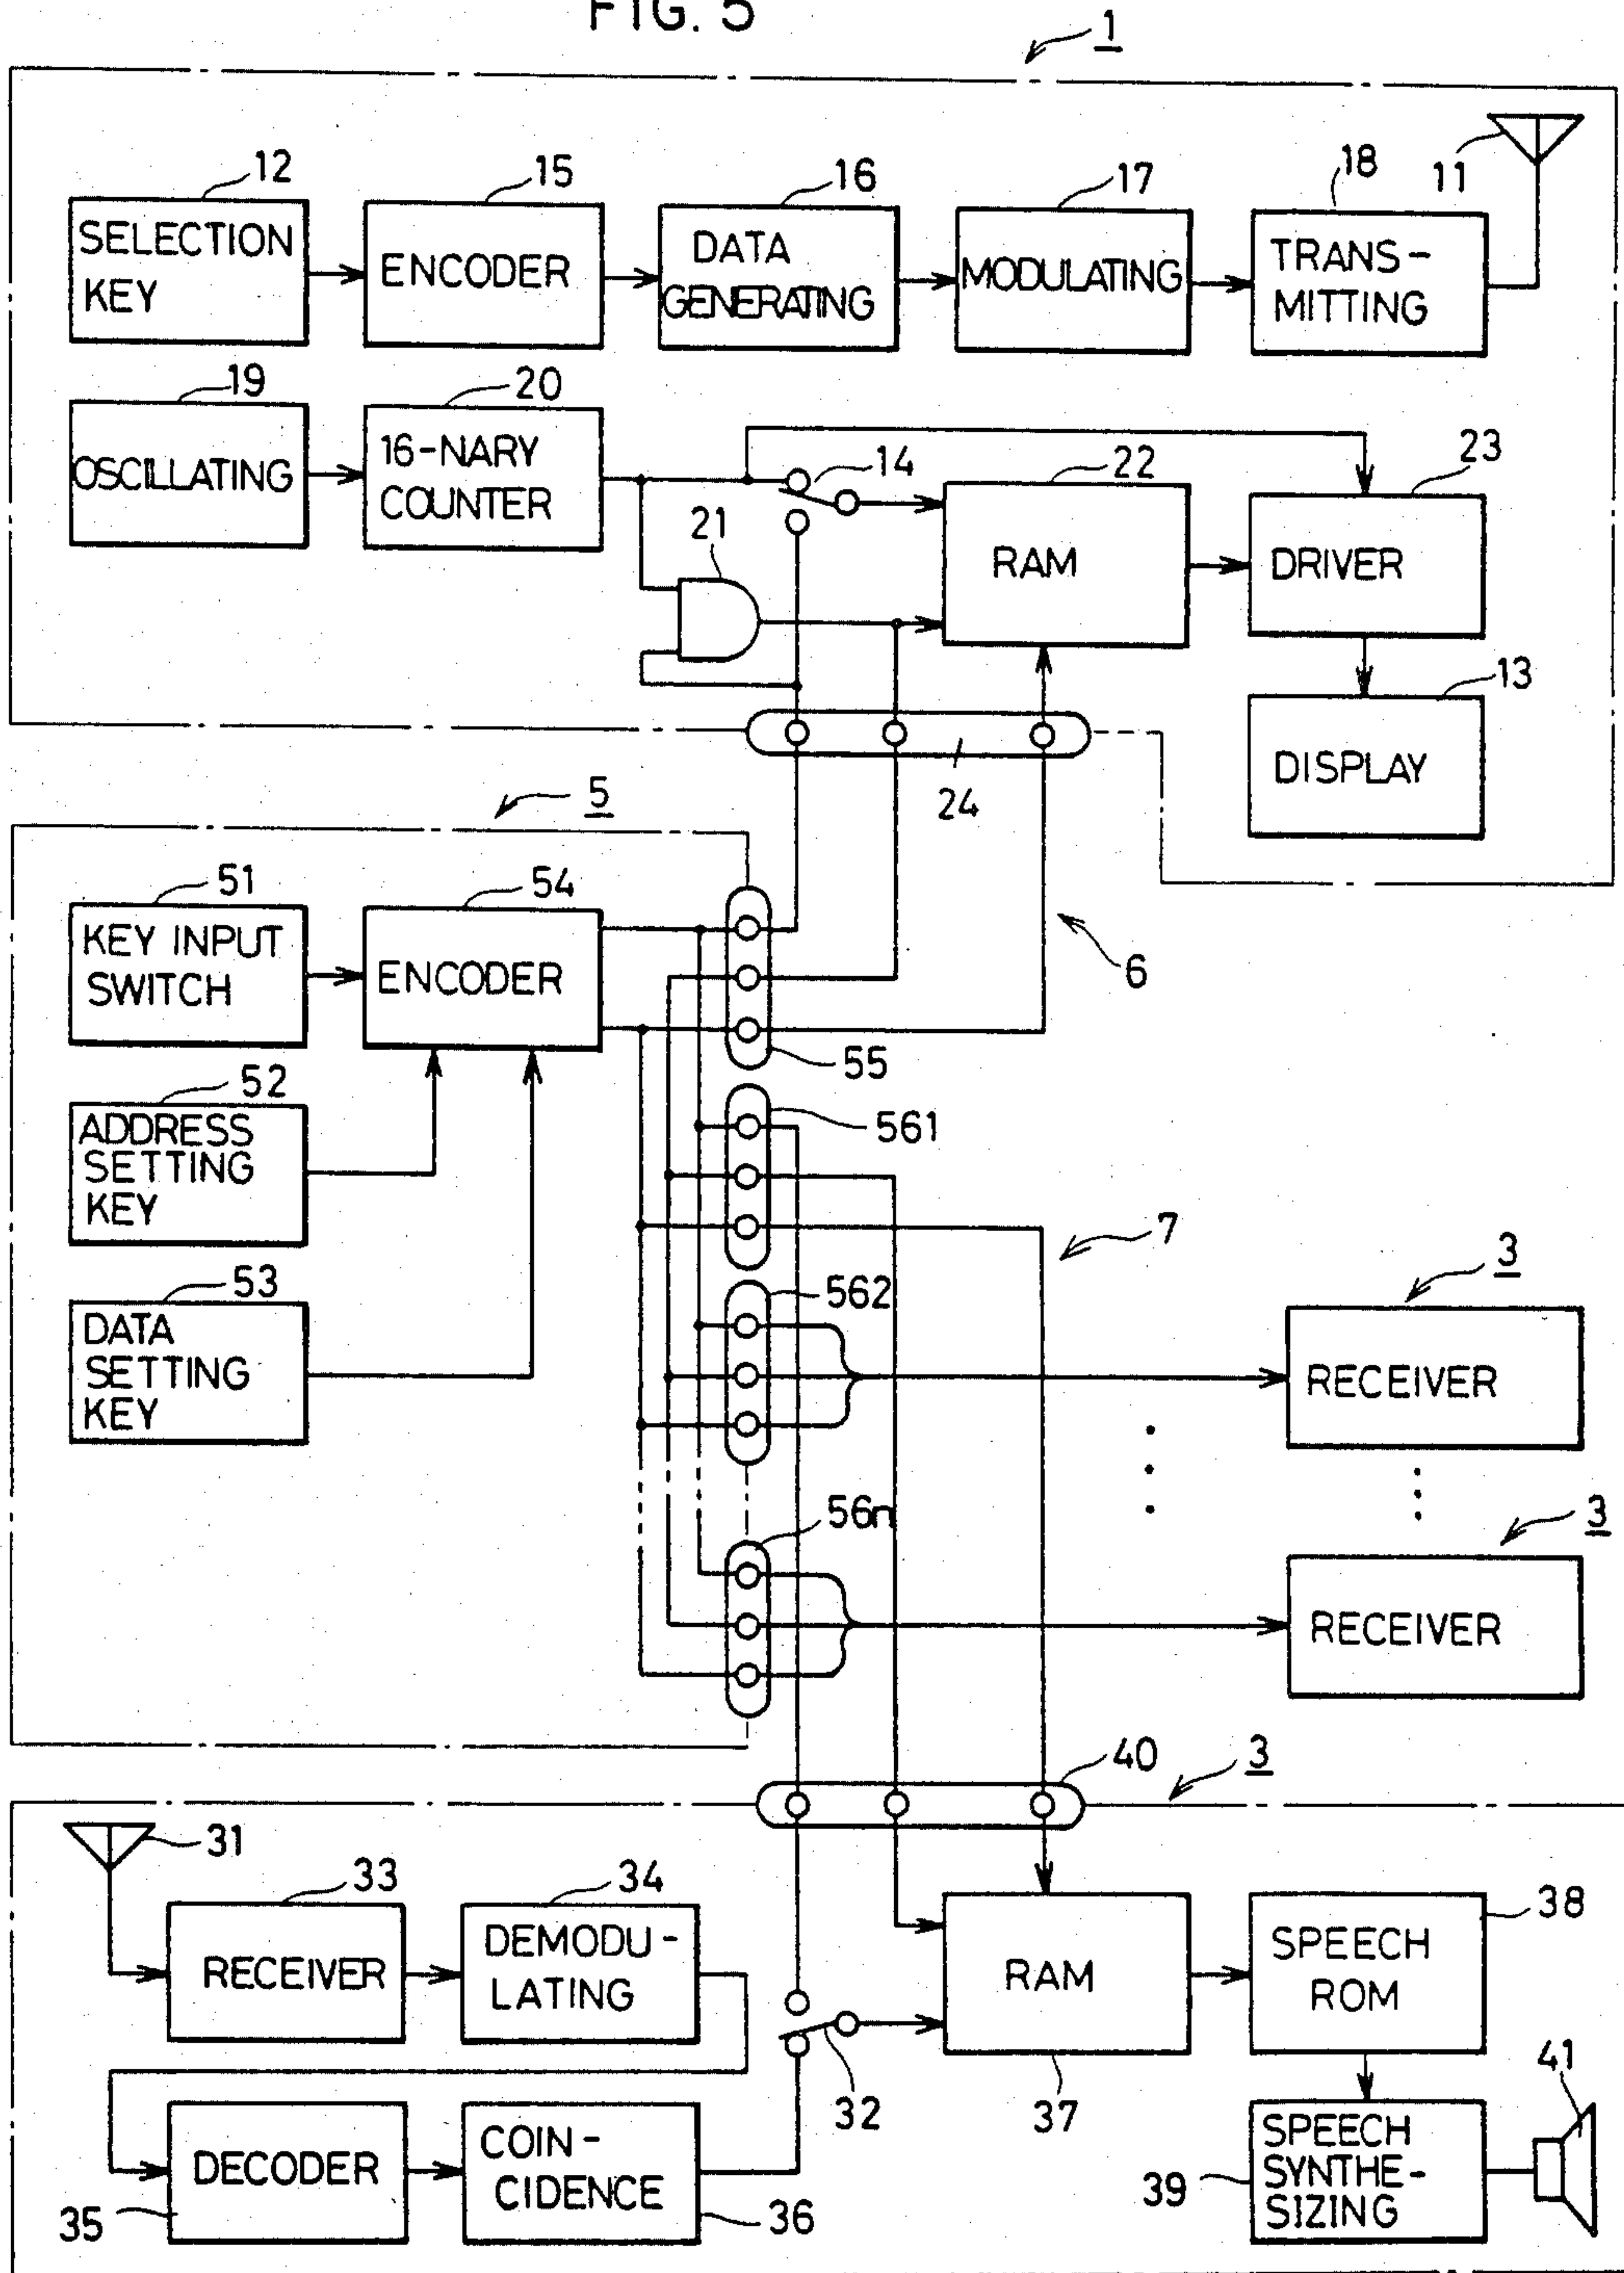 FIG. 5
1
12
15
16
17
18
11
SELECTION
KEY
ENCODER
DATA
GENERATING
MODULATING
TRANS-
MITTING
19
20
14
22
23
OSCILLATING
16-NARY
COUNTER
21
RAM
DRIVER
13
DISPLAY
24
5
51
54
KEY INPUT
SWITCH
ENCODER
6
55
52
ADDRESS
SETTING
KEY
561
7
53
DATA
SETTING
KEY
562
3
RECEIVER
56n
3
RECEIVER
40
3
31
33
34
38
RECEIVER
DEMODU-
LATING
RAM
SPEECH
ROM
32
37
41
DECODER
COIN-
CIDENCE
SPEECH
SYNTHE-
SIZING
35
36
39